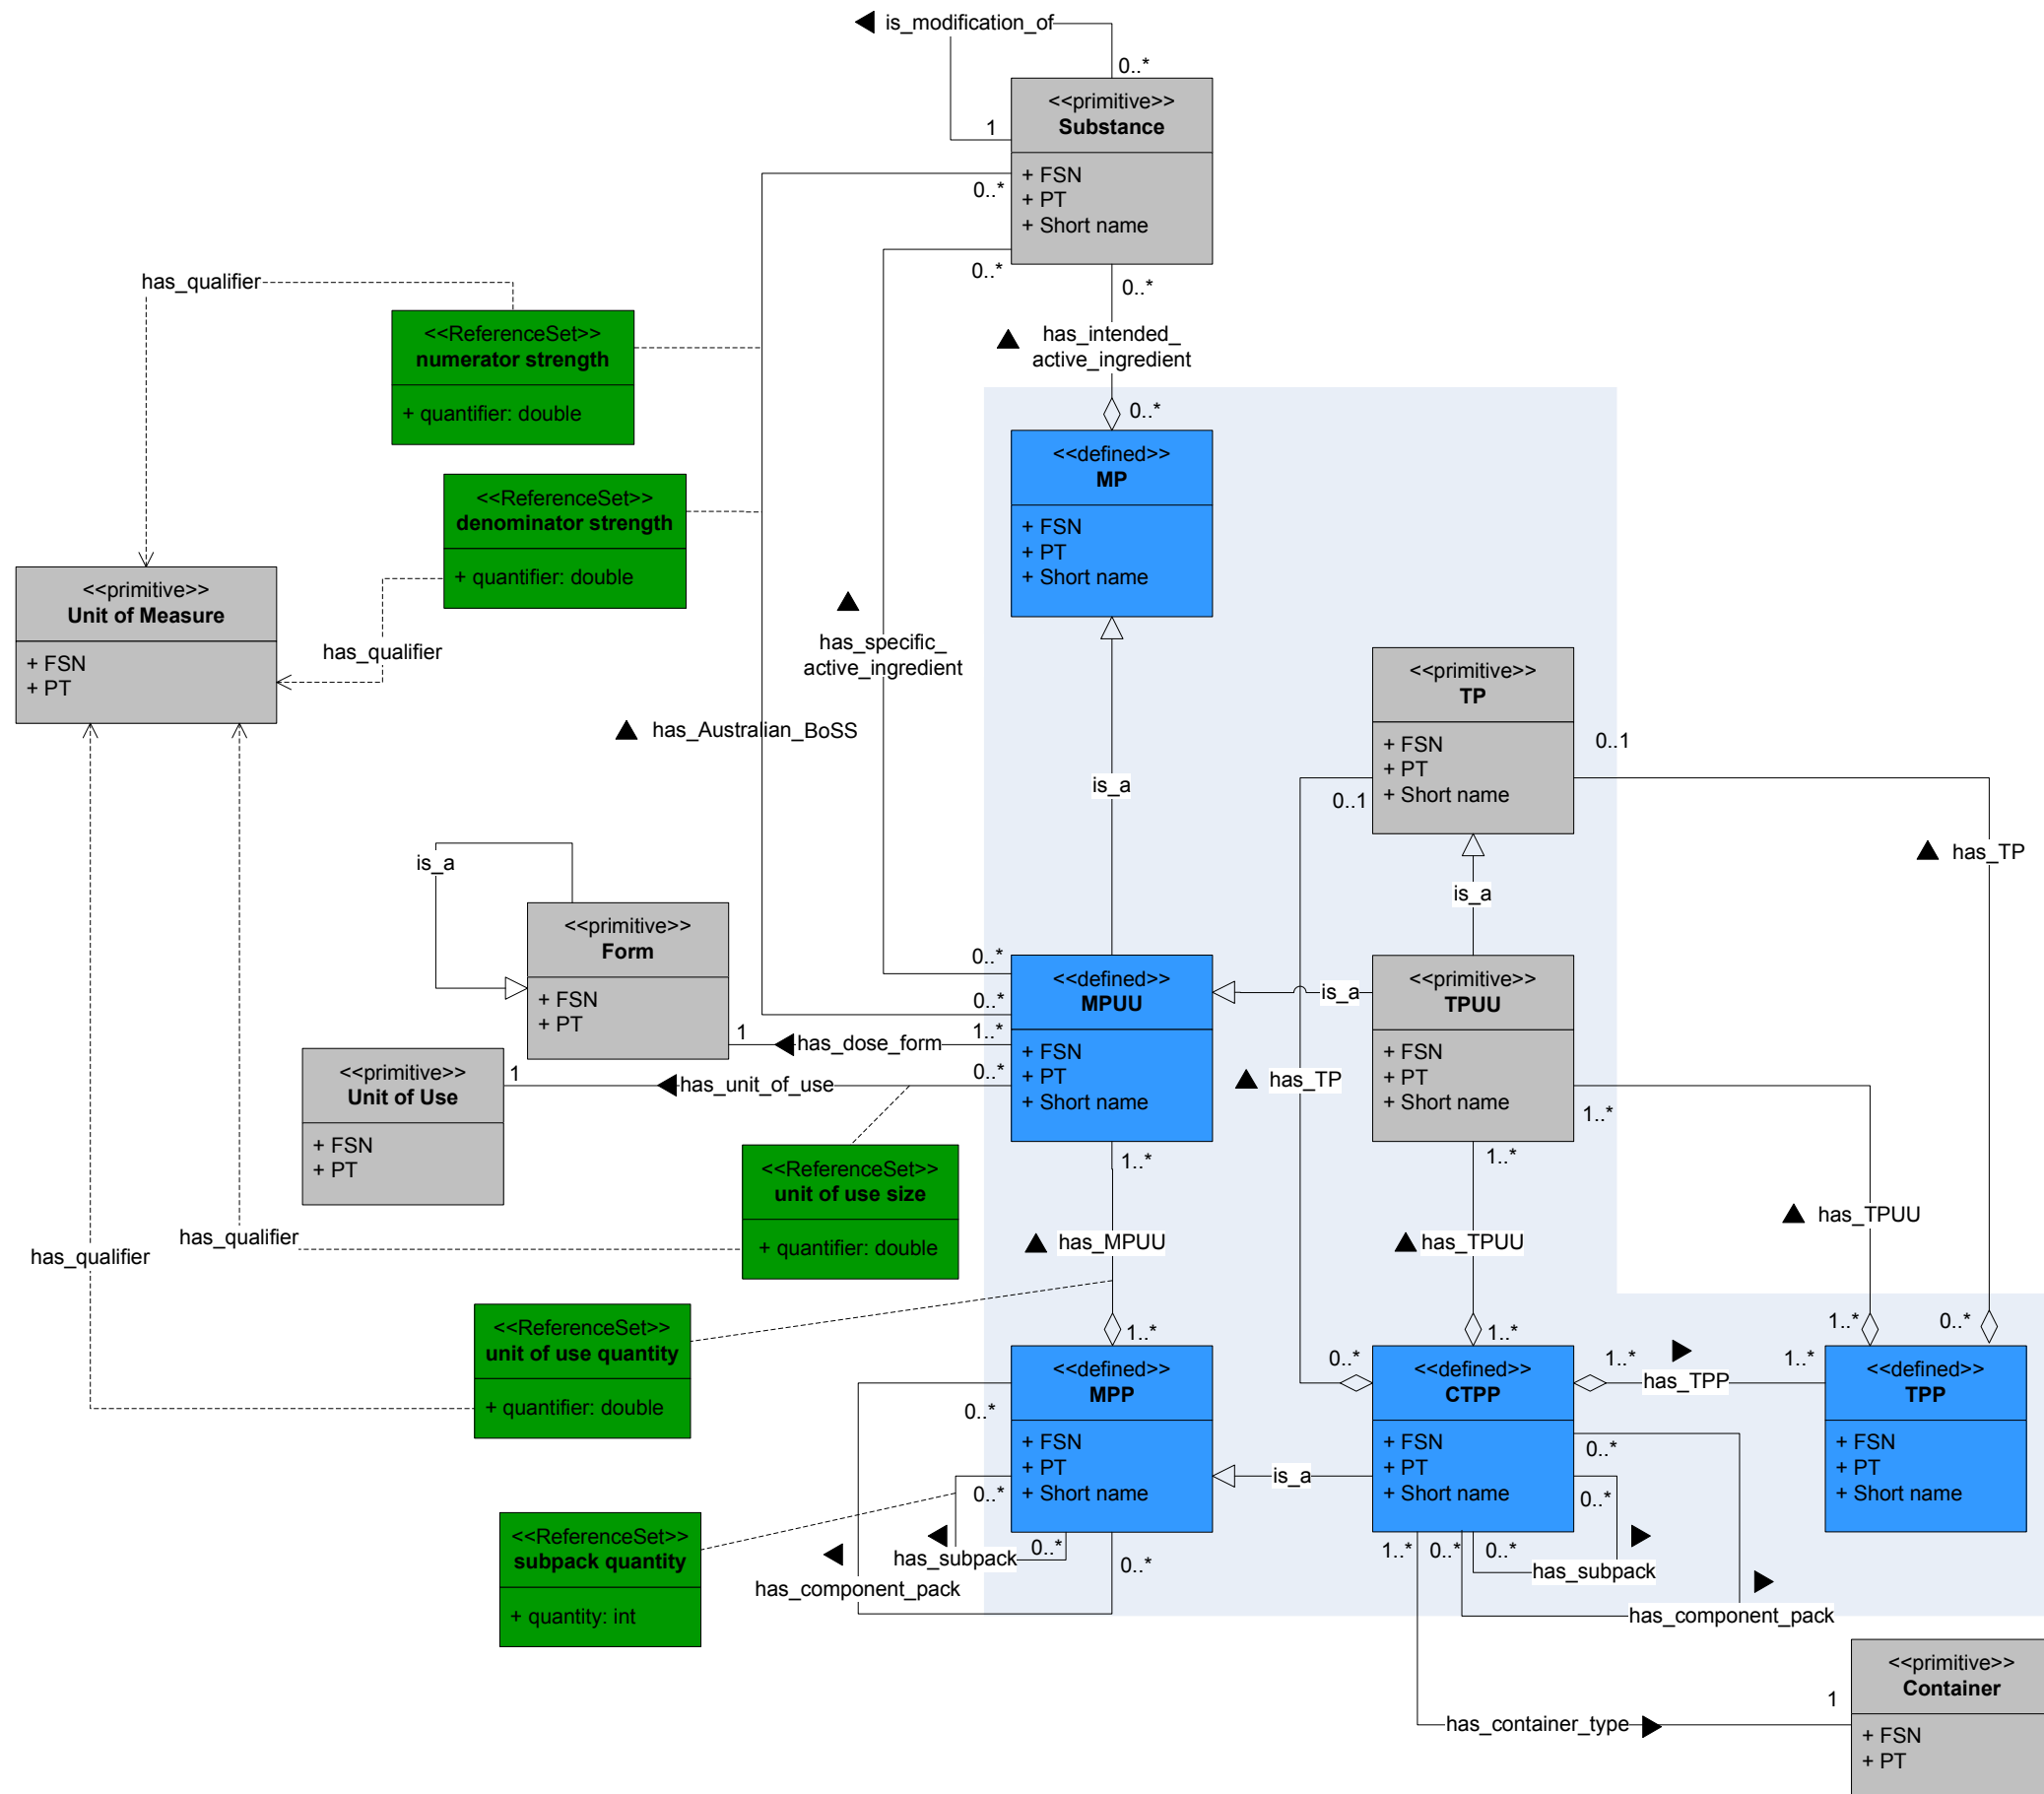 is_modification_of
0..*
1
<<primitive>>
Substance
+ FSN
+ PT
+ Short name
0..*
0..*
0..*
has_intended_
active_ingredient
0..*
has_qualifier
<<ReferenceSet>>
numerator strength
+ quantifier: double
<<ReferenceSet>>
denominator strength
+ quantifier: double
has_qualifier
<<primitive>>
Unit of Measure
+ FSN
+ PT
<<defined>>
MP
+ FSN
+ PT
+ Short name
has_specific_
active_ingredient
has_Australian_BoSS
is_a
<<primitive>>
TP
+ FSN
+ PT
+ Short name
0..1
0..1
has_TP
is_a
is_a
<<primitive>>
Form
+ FSN
+ PT
1
has_dose_form
1..*
0..*
0..*
<<defined>>
MPUU
+ FSN
+ PT
+ Short name
is_a
<<primitive>>
TPUU
+ FSN
+ PT
+ Short name
<<primitive>>
Unit of Use
+ FSN
+ PT
1
has_unit_of_use
0..*
has_TP
1..*
1..*
1..*
<<ReferenceSet>>
unit of use size
+ quantifier: double
has_qualifier
has_qualifier
has_MPUU
has_TPUU
has_TPUU
<<ReferenceSet>>
unit of use quantity
+ quantifier: double
1..*
1..*
1..*
0..*
<<defined>>
MPP
+ FSN
+ PT
+ Short name
0..*
0..*
0..*
0..*
has_subpack
has_component_pack
is_a
0..*
<<defined>>
CTPP
+ FSN
+ PT
+ Short name
1..*
has_TPP
1..*
<<defined>>
TPP
+ FSN
+ PT
+ Short name
0..*
0..*
1..*
0..*
0..*
has_subpack
has_component_pack
<<ReferenceSet>>
subpack quantity
+ quantity: int
has_container_type
1
<<primitive>>
Container
+ FSN
+ PT